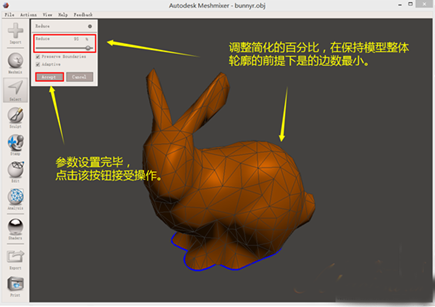 Autodesk Meshmixer - bunnyr.obj
File Actions View Help Feedback
Import
Meshmix
Select
Sculpt
Stamp
Edit
Analysis
Shaders
Export
Print
Reduce
Reduce
%
Preserve Boundaries
Adaptive
Accept Cancel
调整简化的百分比,在保持模型整体
轮廓的前提下是的边数最小。
参数设置完毕,
点击该按钮接受操作。